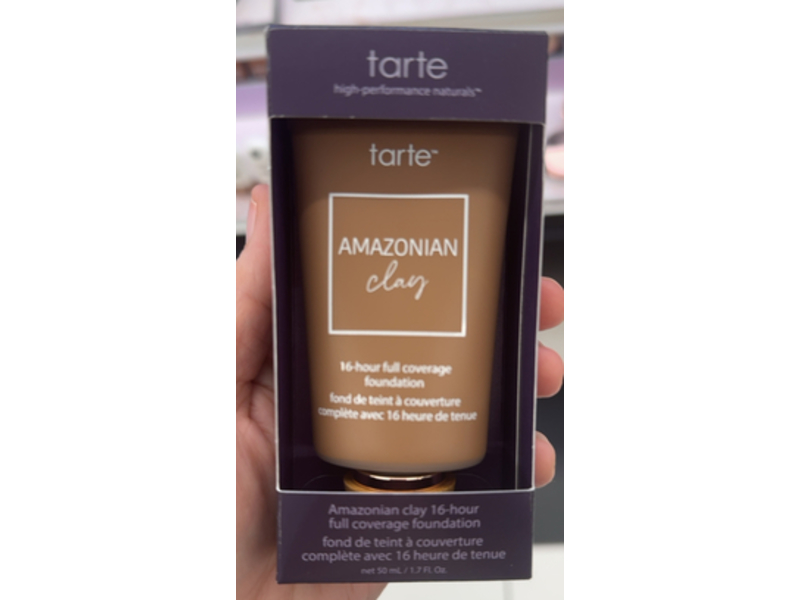 tarte
high-performance naturals™
tarte™
AMAZONIAN
clay
16-hour full coverage
foundation
fond de teint à couverture
complète avec 16 heure de tenue
Amazonian clay 16-hour
full coverage foundation
fond de teint à couverture
complète avec 16 heure de tenue
net 50 mL / 1.7 Fl. Oz.